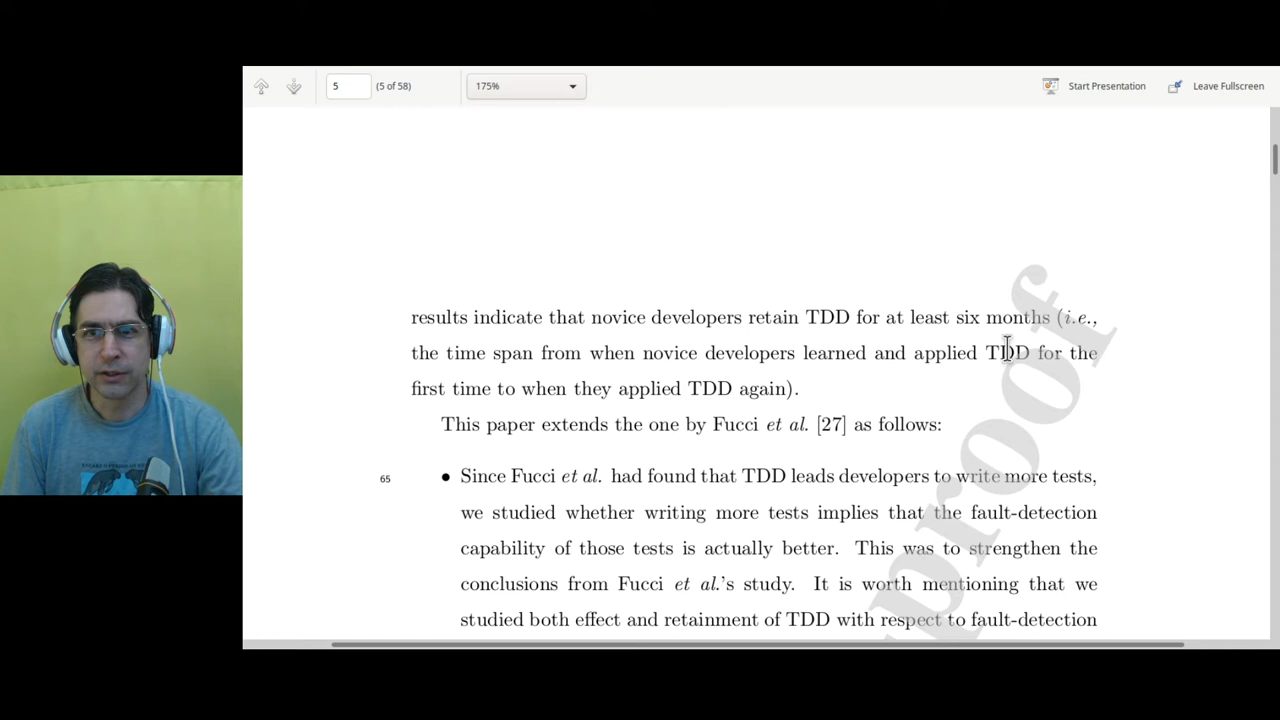 5
(5 of 58)
175%
Start Presentation
Leave Fullscreen
results indicate that novice developers retain TDD for at least six months (i.e.,
the time span from when novice developers learned and applied TDD for the
first time to when they applied TDD again).
This paper extends the one by Fucci et al. [27] as follows:
65
• Since Fucci et al. had found that TDD leads developers to write more tests,
we studied whether writing more tests implies that the fault-detection
capability of those tests is actually better. This was to strengthen the
conclusions from Fucci et al.'s study. It is worth mentioning that we
studied both effect and retainment of TDD with respect to fault-detection
proof